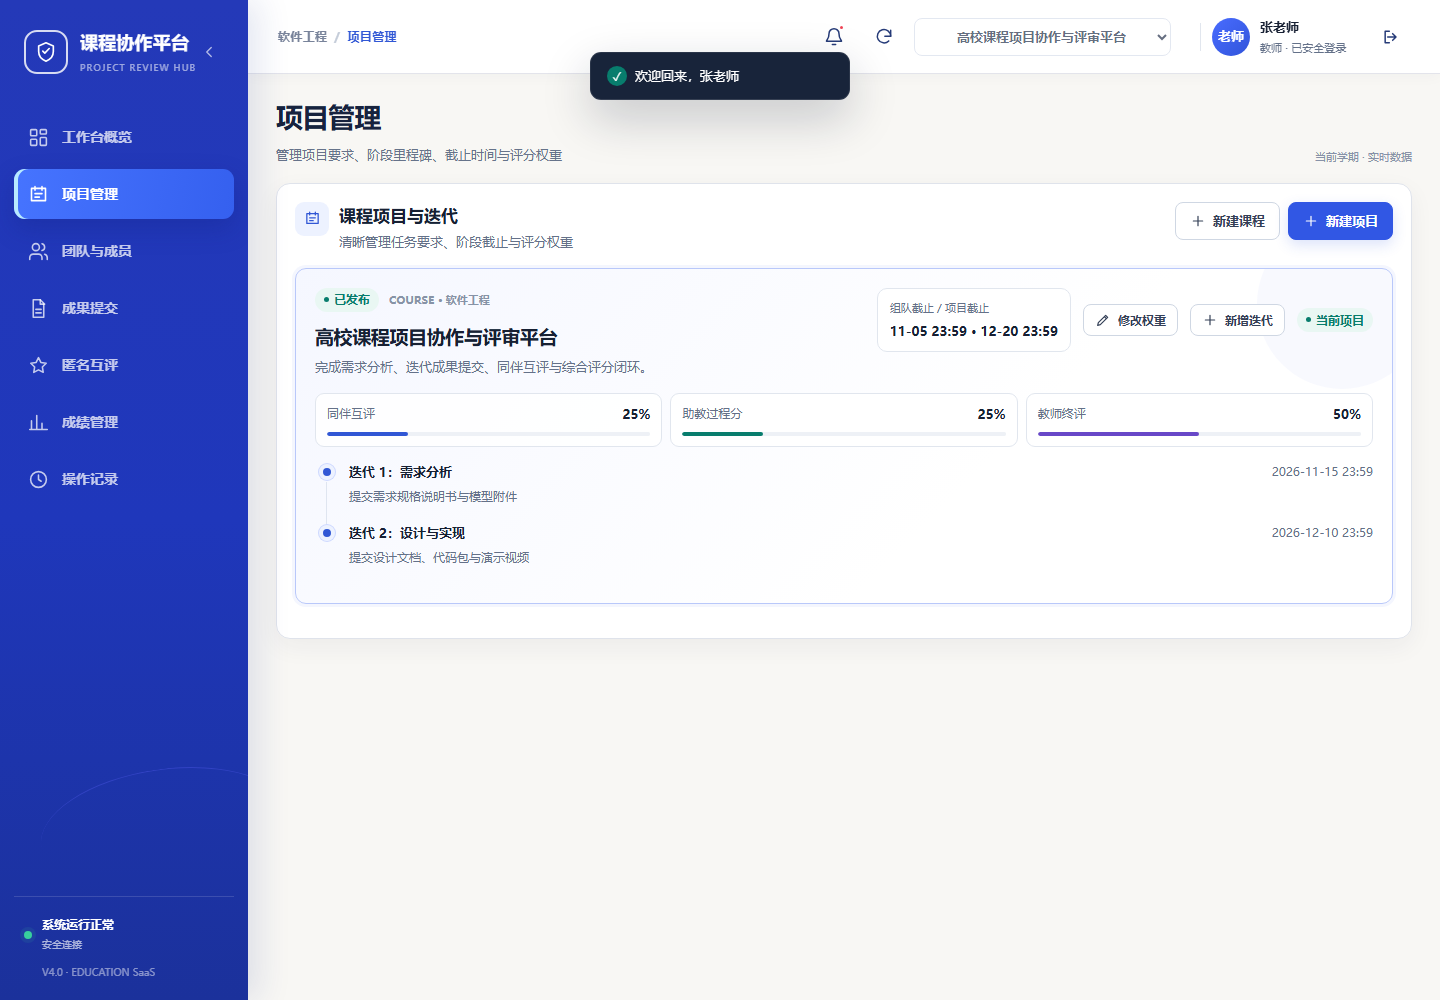 课程协作平台
PROJECT REVIEW HUB
工作台概览
项目管理
团队与成员
成果提交
匿名互评
成绩管理
操作记录
系统运行正常
安全连接
V4.0 · EDUCATION SaaS
软件工程 / 项目管理
高校课程项目协作与评审平台
老师
张老师
教师 · 已安全登录
欢迎回来，张老师
项目管理
管理项目要求、阶段里程碑、截止时间与评分权重
当前学期 · 实时数据
课程项目与迭代
清晰管理任务要求、阶段截止与评分权重
新建课程
新建项目
已发布
COURSE • 软件工程
高校课程项目协作与评审平台
完成需求分析、迭代成果提交、同伴互评与综合评分闭环。
组队截止 / 项目截止
11-05 23:59 • 12-20 23:59
修改权重
新增迭代
当前项目
同伴互评 25%
助教过程分 25%
教师终评 50%
迭代 1：需求分析 2026-11-15 23:59
提交需求规格说明书与模型附件
迭代 2：设计与实现 2026-12-10 23:59
提交设计文档、代码包与演示视频